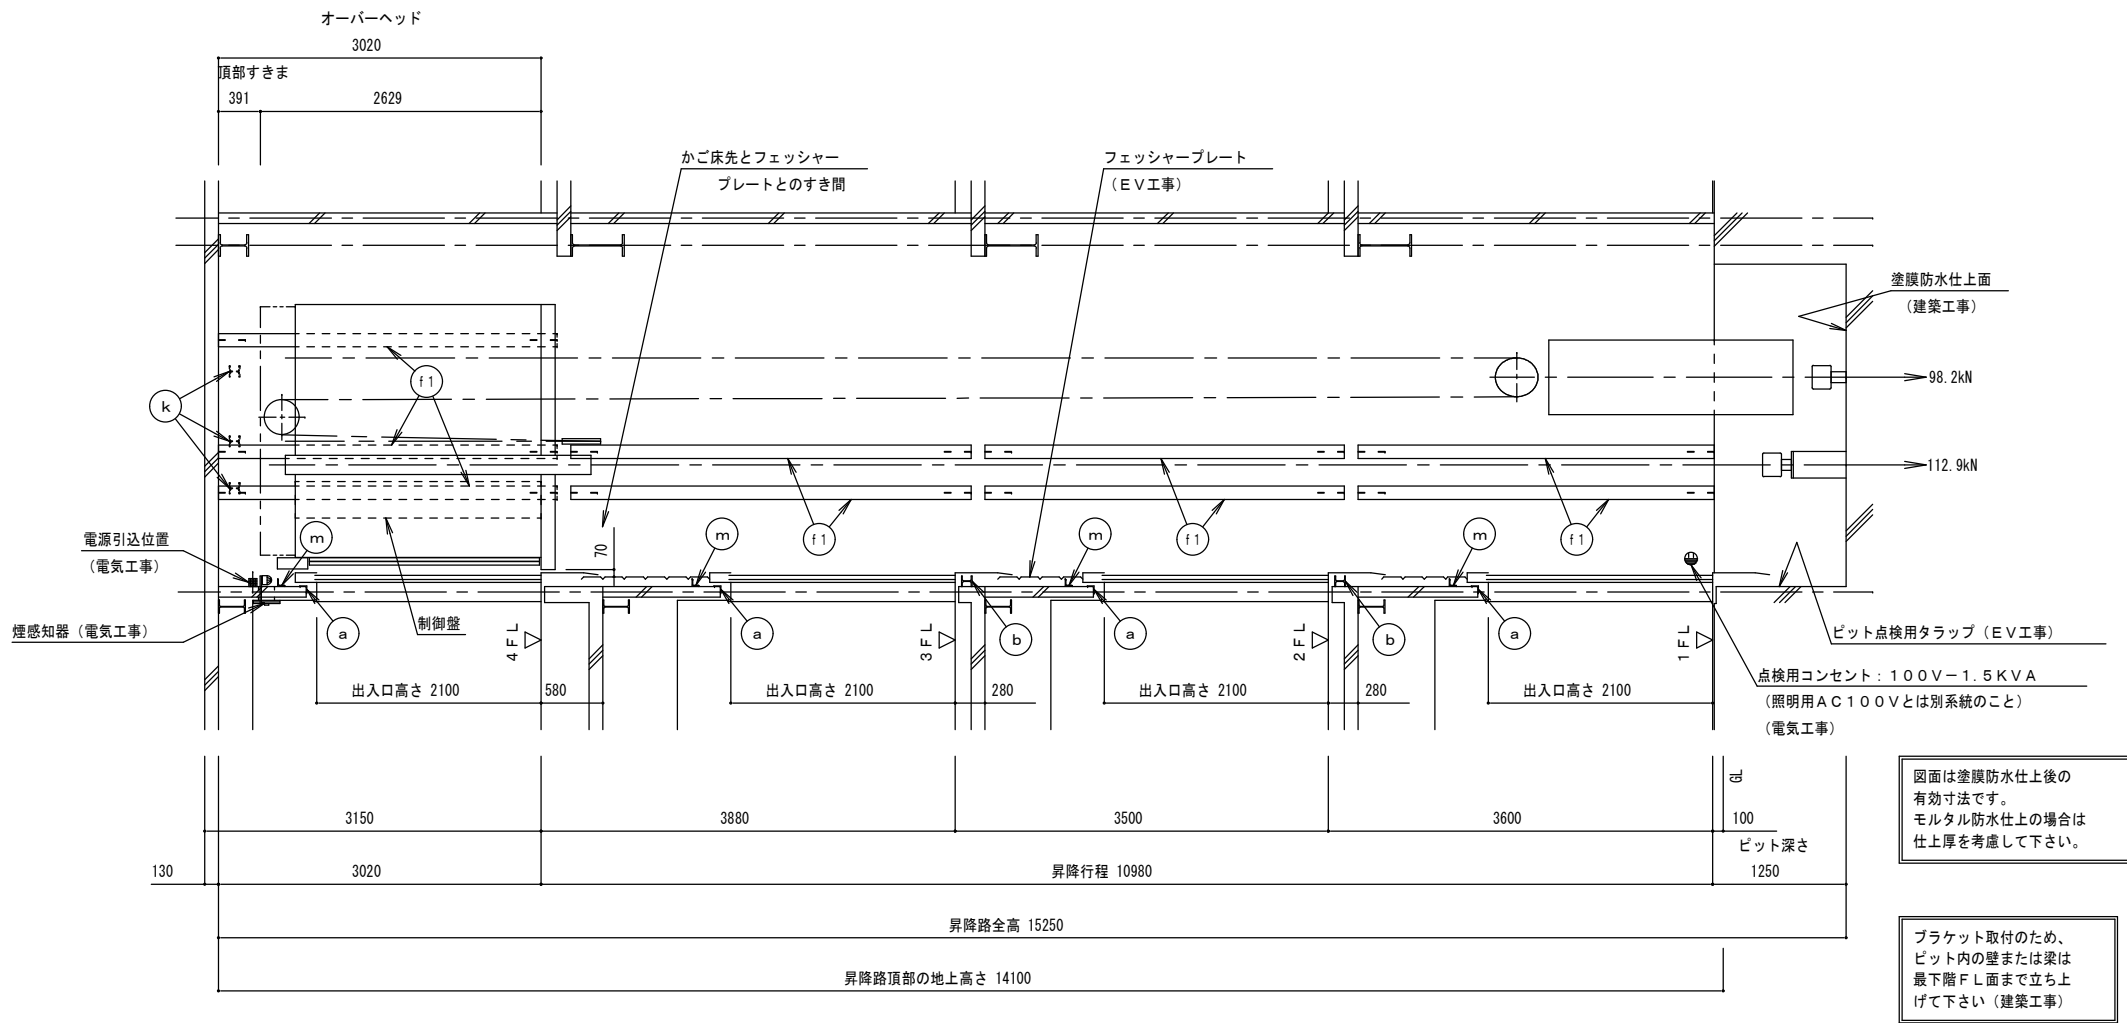 オーバーヘッド
3020
頂部すきま
391
2629
かご床先とフェッシャー
プレートとのすき間
フェッシャープレート
(EV工事)
塗膜防水仕上面
(建築工事)
98.2kN
112.9kN
k
f1
電源引込位置
(電気工事)
m
70
m
f1
m
f1
m
f1
煙感知器(電気工事)
a
制御盤
4FL
a
3FL
b
a
2FL
b
a
1FL
ピット点検用タラップ(EV工事)
点検用コンセント:100V-1.5KVA
(照明用AC100Vとは別系統のこと)
(電気工事)
出入口高さ 2100
580
出入口高さ 2100
280
出入口高さ 2100
280
出入口高さ 2100
GL
3150
3880
3500
3600
100
ピット深さ
130
3020
昇降行程 10980
1250
昇降路全高 15250
昇降路頂部の地上高さ 14100
図面は塗膜防水仕上後の
有効寸法です。
モルタル防水仕上の場合は
仕上厚を考慮して下さい。
ブラケット取付のため、
ピット内の壁または梁は
最下階FL面まで立ち上
げて下さい(建築工事)